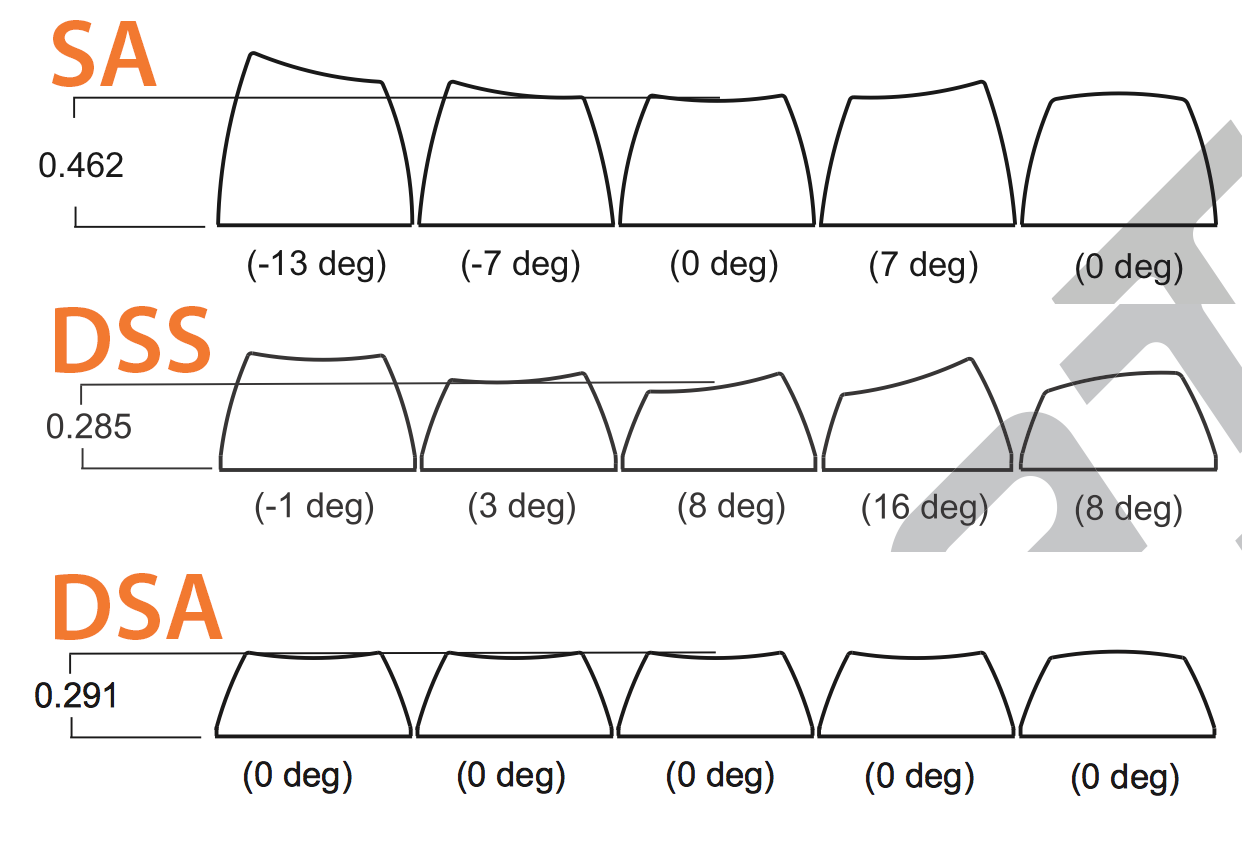 SA
0.462
(-13 deg) (-7 deg) (0 deg) (7 deg) (0 deg)
DSS
0.285
(-1 deg) (3 deg) (8 deg) (16 deg) (8 deg)
DSA
0.291
(0 deg) (0 deg) (0 deg) (0 deg) (0 deg)